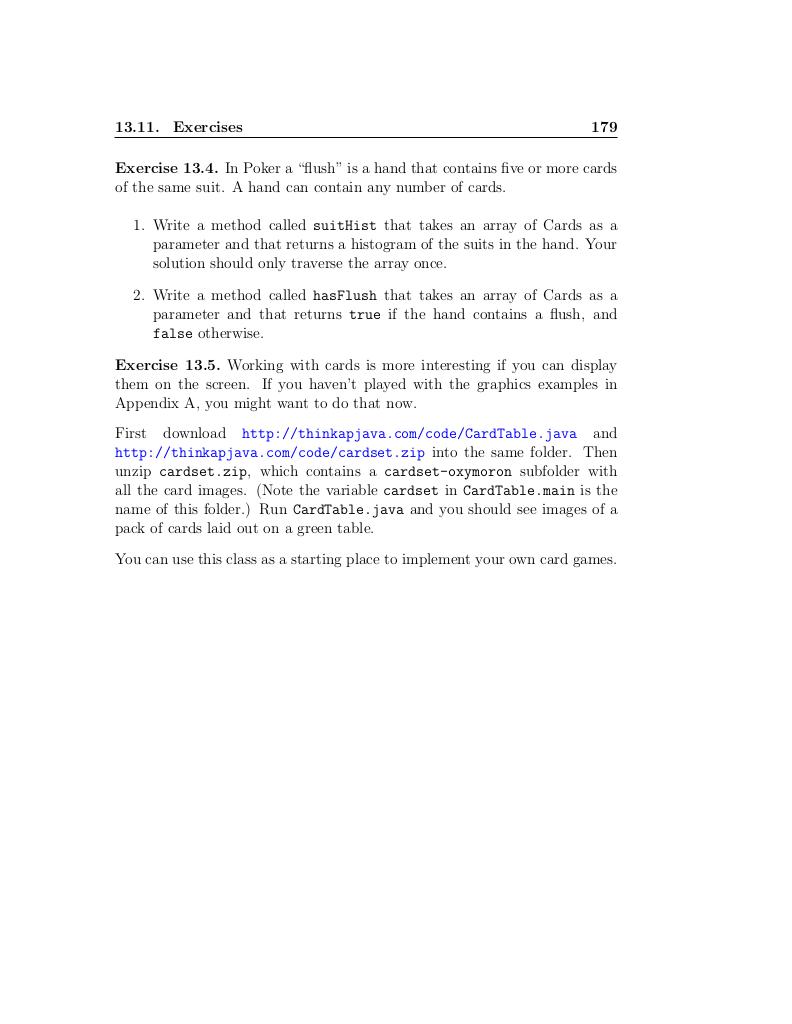 13.11. Exercises 179
Exercise 13.4. In Poker a “flush” is a hand that contains five or more cards
of the same suit. A hand can contain any number of cards.
1. Write a method called suitHist that takes an array of Cards as a
parameter and that returns a histogram of the suits in the hand. Your
solution should only traverse the array once.
2. Write a method called hasFlush that takes an array of Cards as a
parameter and that returns true if the hand contains a flush, and
false otherwise.
Exercise 13.5. Working with cards is more interesting if you can display
them on the screen. If you haven’t played with the graphics examples in
Appendix A, you might want to do that now.
First download http://thinkapjava.com/code/CardTable.java and
http://thinkapjava.com/code/cardset.zip into the same folder. Then
unzip cardset.zip, which contains a cardset-oxymoron subfolder with
all the card images. (Note the variable cardset in CardTable.main is the
name of this folder.) Run CardTable.java and you should see images of a
pack of cards laid out on a green table.
You can use this class as a starting place to implement your own card games.